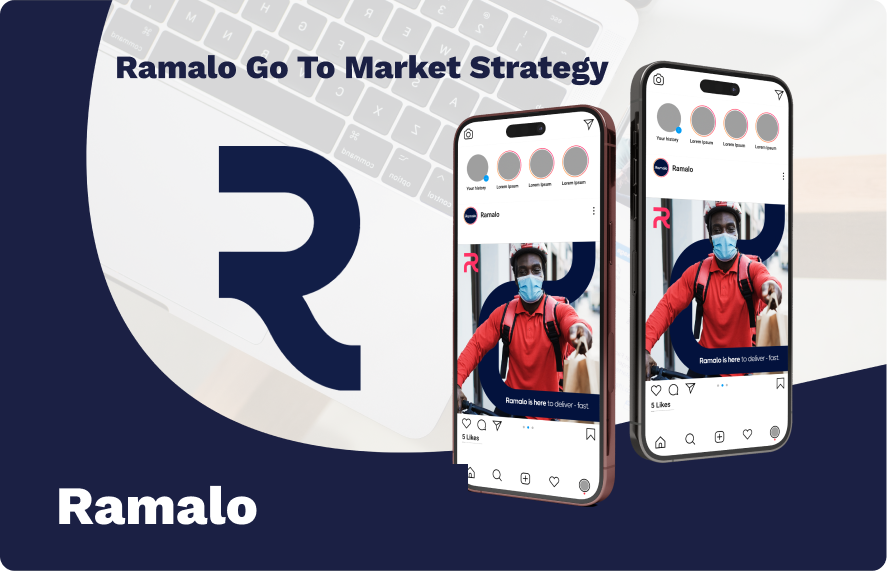 Ramalo Go To Market Strategy
R
Your history
Lorem Ipsum
Lorem Ipsum
Lorem Ipsum
Ramalo
R
Ramalo is here to deliver - fast.
5 Likes
Your history
Lorem Ipsum
Lorem Ipsum
Lorem Ipsum
Ramalo
R
Ramalo is here to deliver - fast.
5 Likes
Ramalo